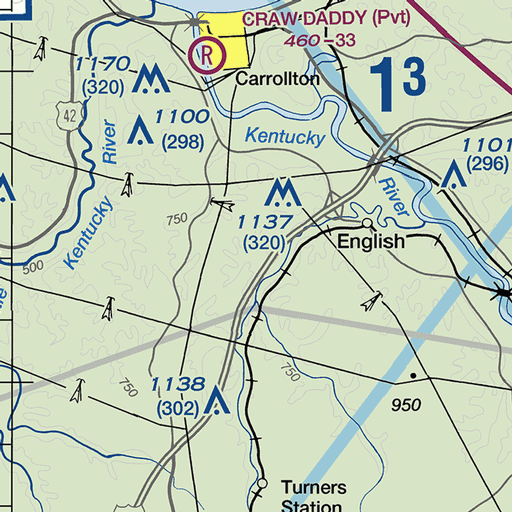 CRAW DADDY (Pvt)
460 - 33
R
1170
(320)
Carrollton
13
1100
(298)
42
Kentucky
River
1101
(296)
River
750
1137
(320)
English
Kentucky
500
750
750
1138
(302)
950
Turners
Station